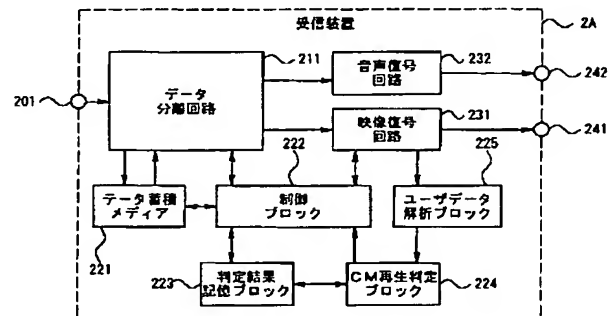 受信装置
2A
211
232
データ
分離回路
音声復号
回路
242
201
231
映像復号
回路
241
222
225
データ蓄積
メディア
制御
ブロック
ユーザデータ
解析ブロック
221
223
判定結果
記憶ブロック
CM再生判定
ブロック
224